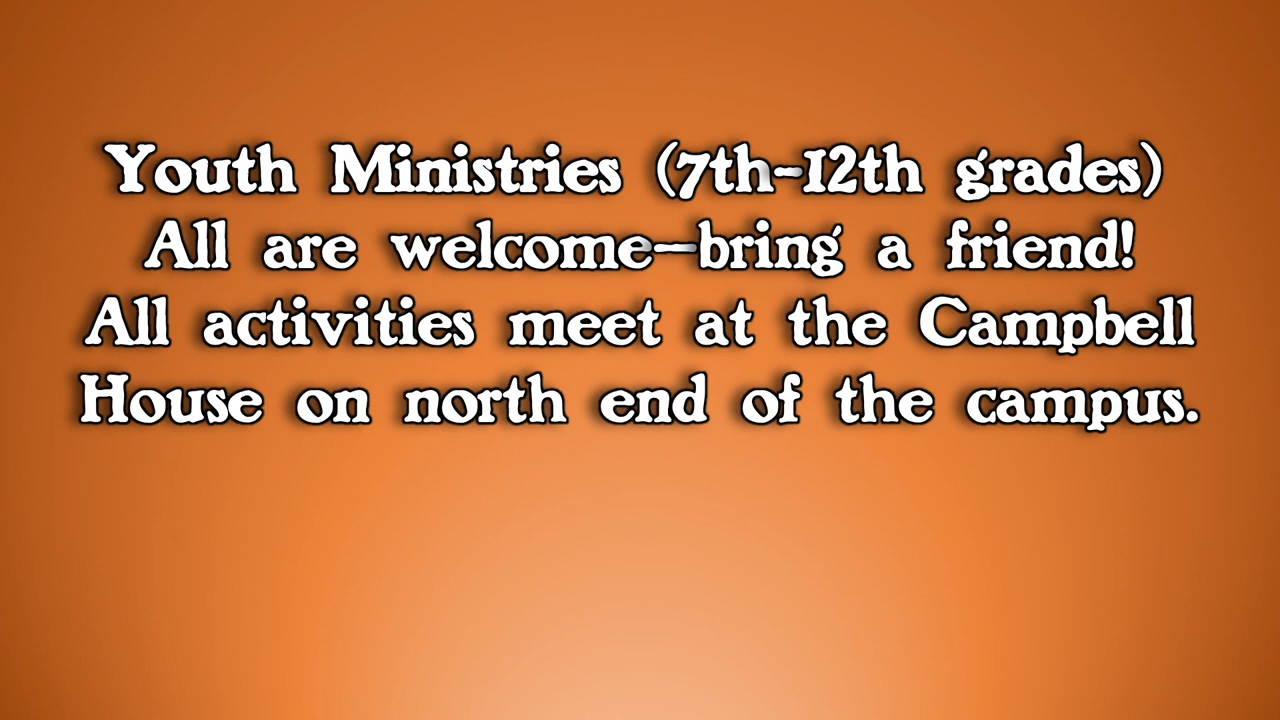 Youth Ministries (7th-12th grades)
All are welcome—bring a friend!
All activities meet at the Campbell
House on north end of the campus.